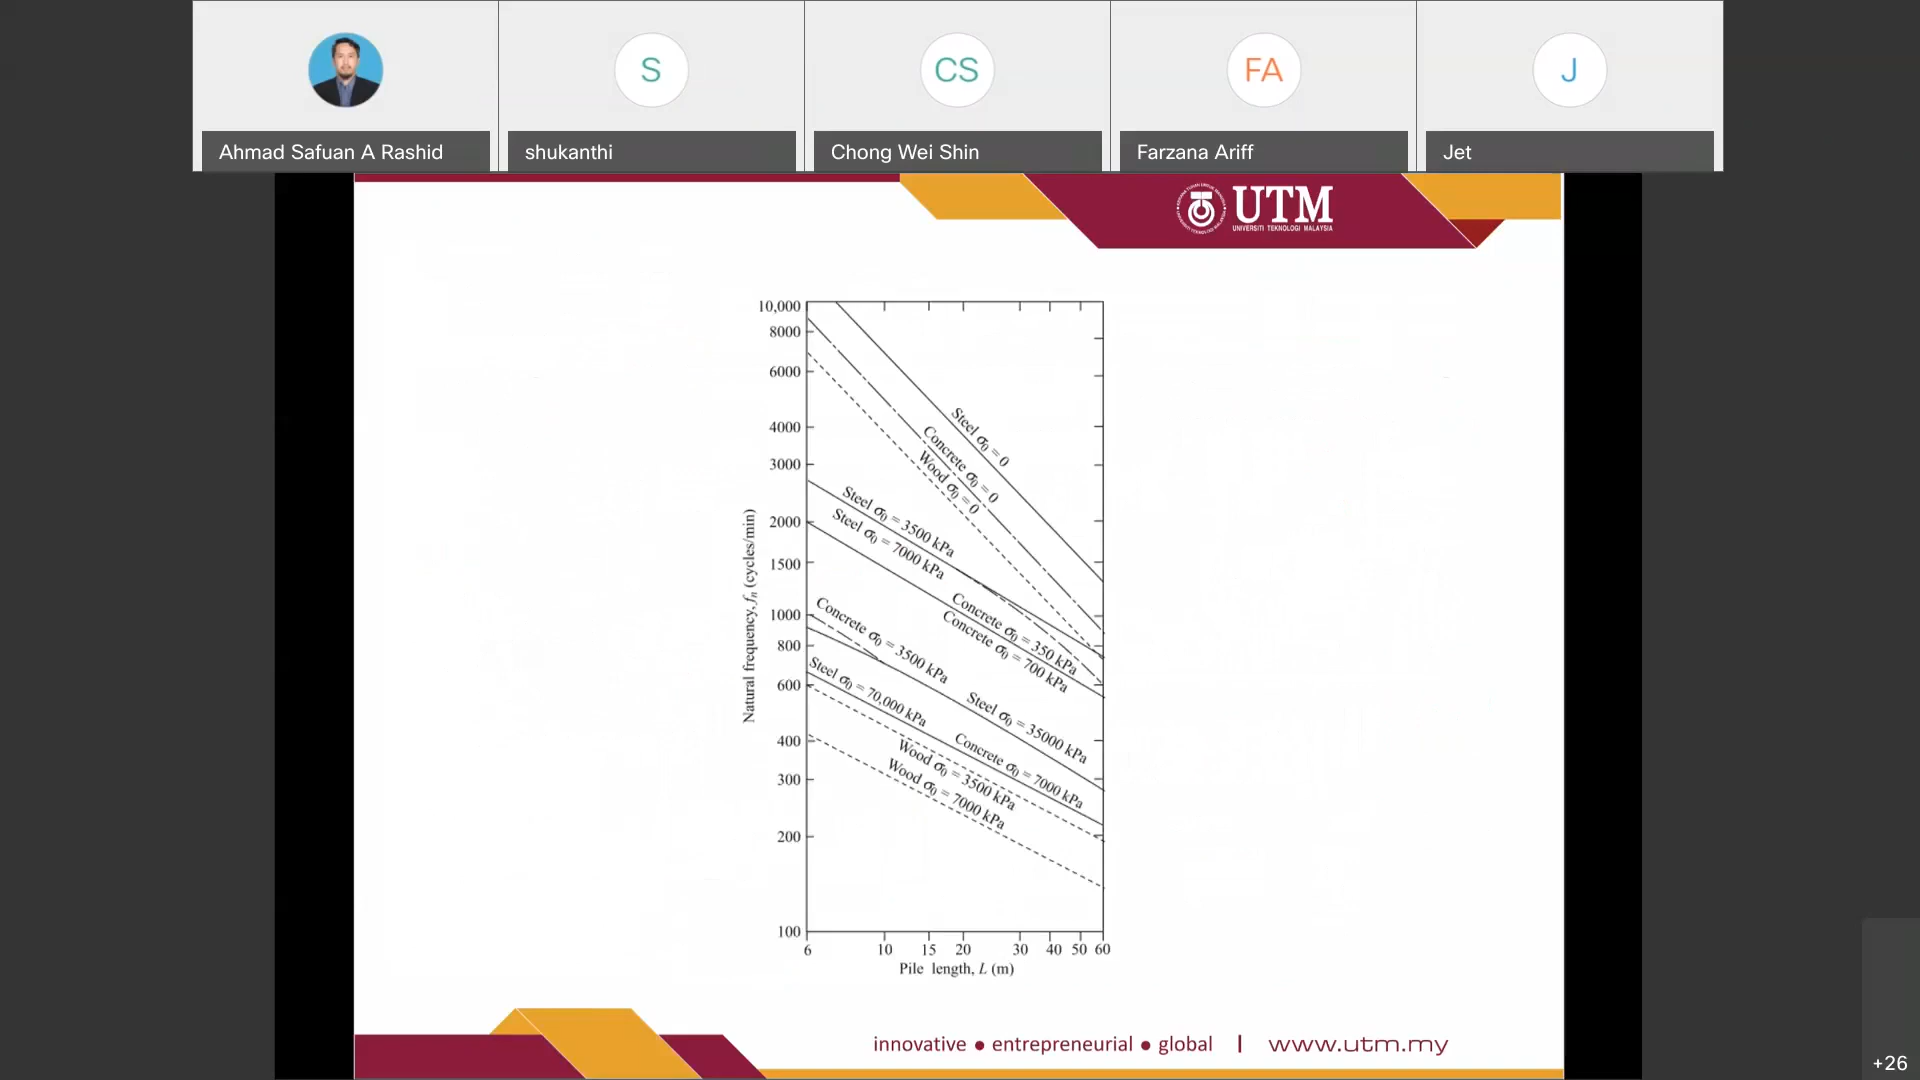 S
CS
FA
J
Ahmad Safuan A Rashid
shukanthi
Chong Wei Shin
Farzana Ariff
Jet
UTM
UNIVERSITI TEKNOLOGI MALAYSIA
10,000
8000
6000
4000
3000
2000
1500
1000
800
600
400
300
200
100
Natural frequency, fn (cycles/min)
Steel σ0 = 0
Concrete σ0 = 0
Wood σ0 = 0
Steel σ0 = 3500 kPa
Steel σ0 = 7000 kPa
Concrete σ0 = 350 kPa
Concrete σ0 = 700 kPa
Concrete σ0 = 3500 kPa
Steel σ0 = 70,000 kPa
Steel σ0 = 35000 kPa
Concrete σ0 = 7000 kPa
Wood σ0 = 3500 kPa
Wood σ0 = 7000 kPa
6 10 15 20 30 40 50 60
Pile length, L (m)
innovative ● entrepreneurial ● global | www.utm.my
+26